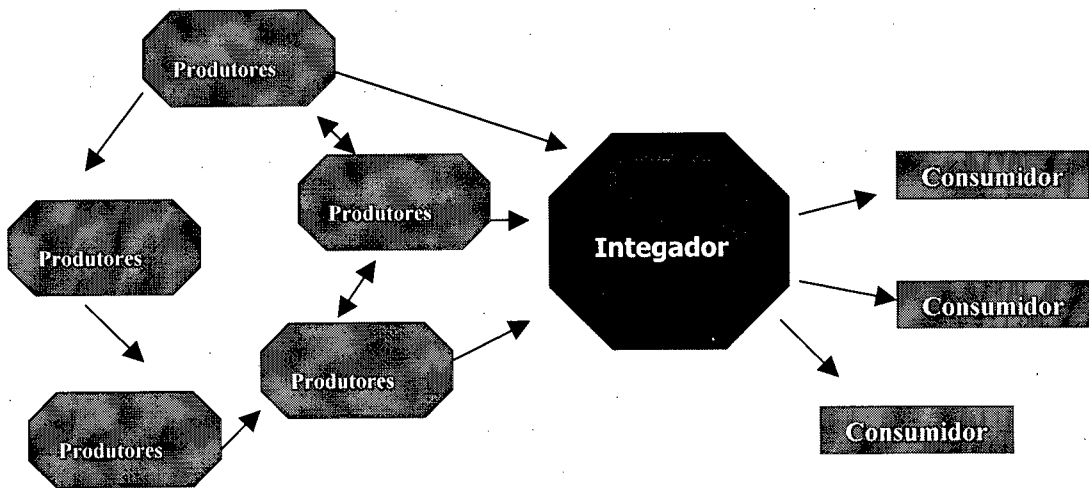 Produtores
Produtores
Produtores
Produtores
Produtores
Integador
Consumidor
Consumidor
Consumidor